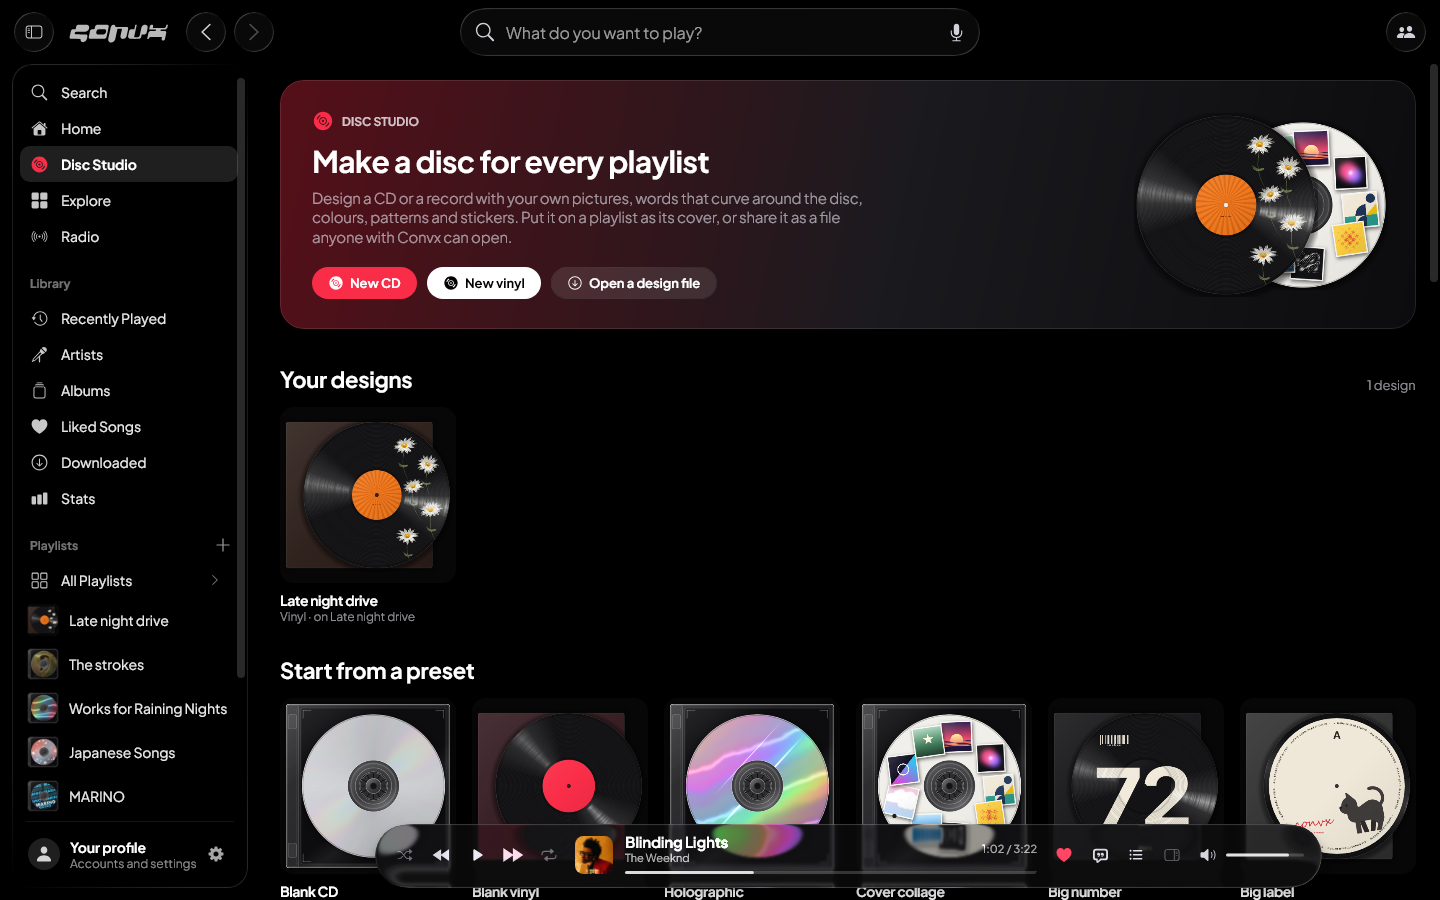 convx
What do you want to play?
Search
Home
Disc Studio
Explore
Radio
Library
Recently Played
Artists
Albums
Liked Songs
Downloaded
Stats
Playlists
All Playlists
Late night drive
The strokes
Works for Raining Nights
Japanese Songs
MARINO
Your profile
Accounts and settings
DISC STUDIO
Make a disc for every playlist
Design a CD or a record with your own pictures, words that curve around the disc,
colours, patterns and stickers. Put it on a playlist as its cover, or share it as a file
anyone with Convx can open.
New CD
New vinyl
Open a design file
Your designs
1 design
Late night drive
Vinyl · on Late night drive
Start from a preset
72
A
convx
Blinding Lights
The Weeknd
1:02 / 3:22
Blank CD
Blank vinyl
Holographic
Cover collage
Big number
Big label